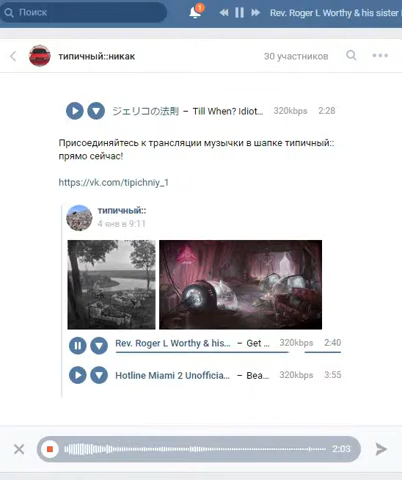 Поиск
1
Rev. Roger L Worthy & his sister
типичный::никак
30 участников
ジェリコの法則 – Till When? Idiot... 320kbps 2:28
Присоединяйтесь к трансляции музычки в шапке типичный::
прямо сейчас!
https://vk.com/tipichniy_1
типичный::
4 янв в 9:11
Rev. Roger L Worthy & his... – Get ... 320kbps 2:40
Hotline Miami 2 Unofficia... – Bea... 320kbps 3:55
2:03